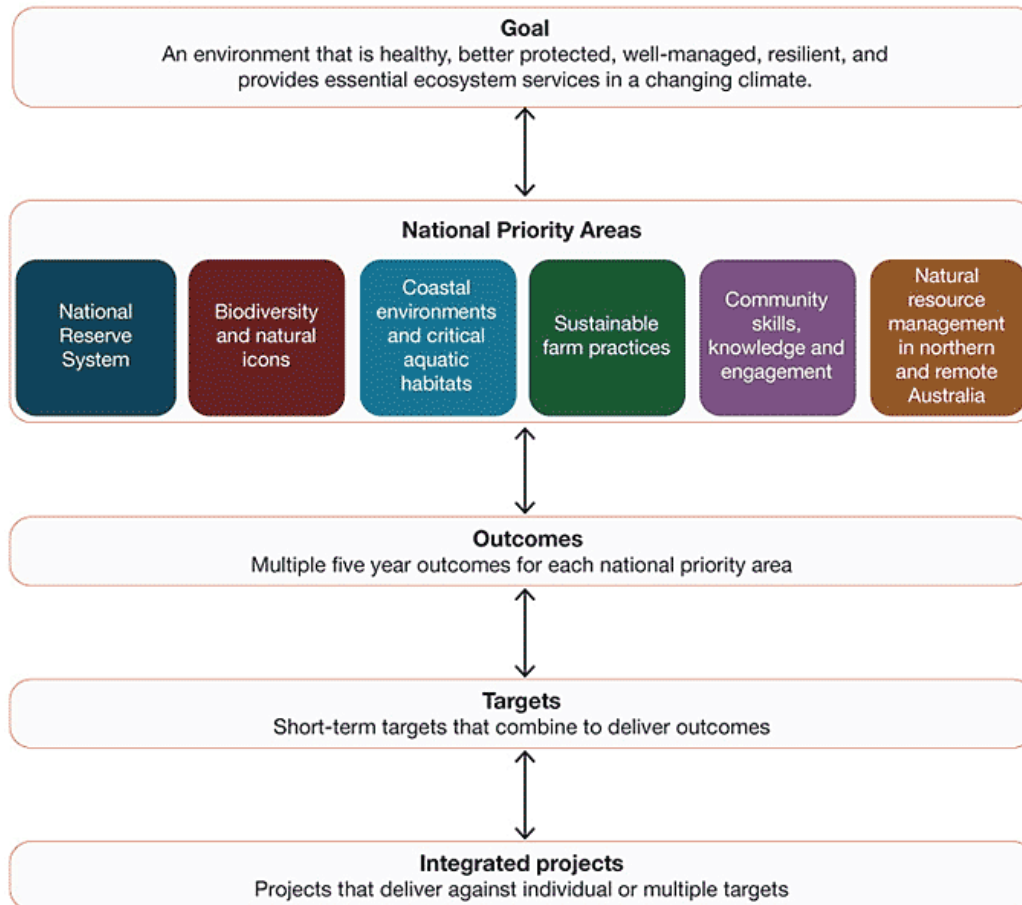 Goal
An environment that is healthy, better protected, well-managed, resilient, and
provides essential ecosystem services in a changing climate.
National Priority Areas
National
Reserve
System
Biodiversity
and natural
icons
Coastal
environments
and critical
aquatic
habitats
Sustainable
farm practices
Community
skills,
knowledge and
engagement
Natural
resource
management
in northern
and remote
Australia
Outcomes
Multiple five year outcomes for each national priority area
Targets
Short-term targets that combine to deliver outcomes
Integrated projects
Projects that deliver against individual or multiple targets